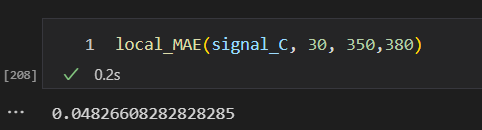 1 local_MAE(signal_C, 30, 350,380)
[208] ✓ 0.2s
... 0.04826608282828285